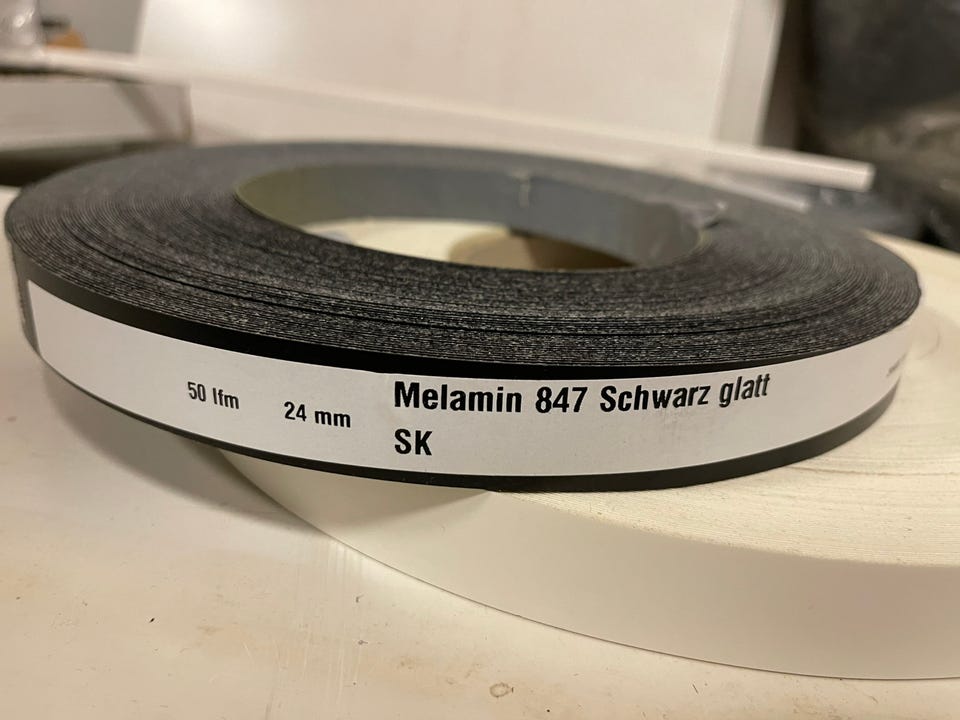 50 lfm 24 mm Melamin 847 Schwarz glatt
SK